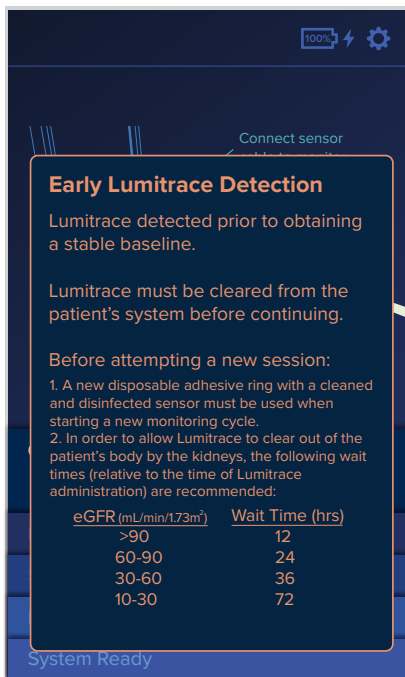 100%
Connect sensor
Early Lumitrace Detection
Lumitrace detected prior to obtaining
a stable baseline.
Lumitrace must be cleared from the
patient's system before continuing.
Before attempting a new session:
1. A new disposable adhesive ring with a cleaned
and disinfected sensor must be used when
starting a new monitoring cycle.
2. In order to allow Lumitrace to clear out of the
patient's body by the kidneys, the following wait
times (relative to the time of Lumitrace
administration) are recommended:
eGFR (mL/min/1.73m²) Wait Time (hrs)
>90 12
60-90 24
30-60 36
10-30 72
System Ready